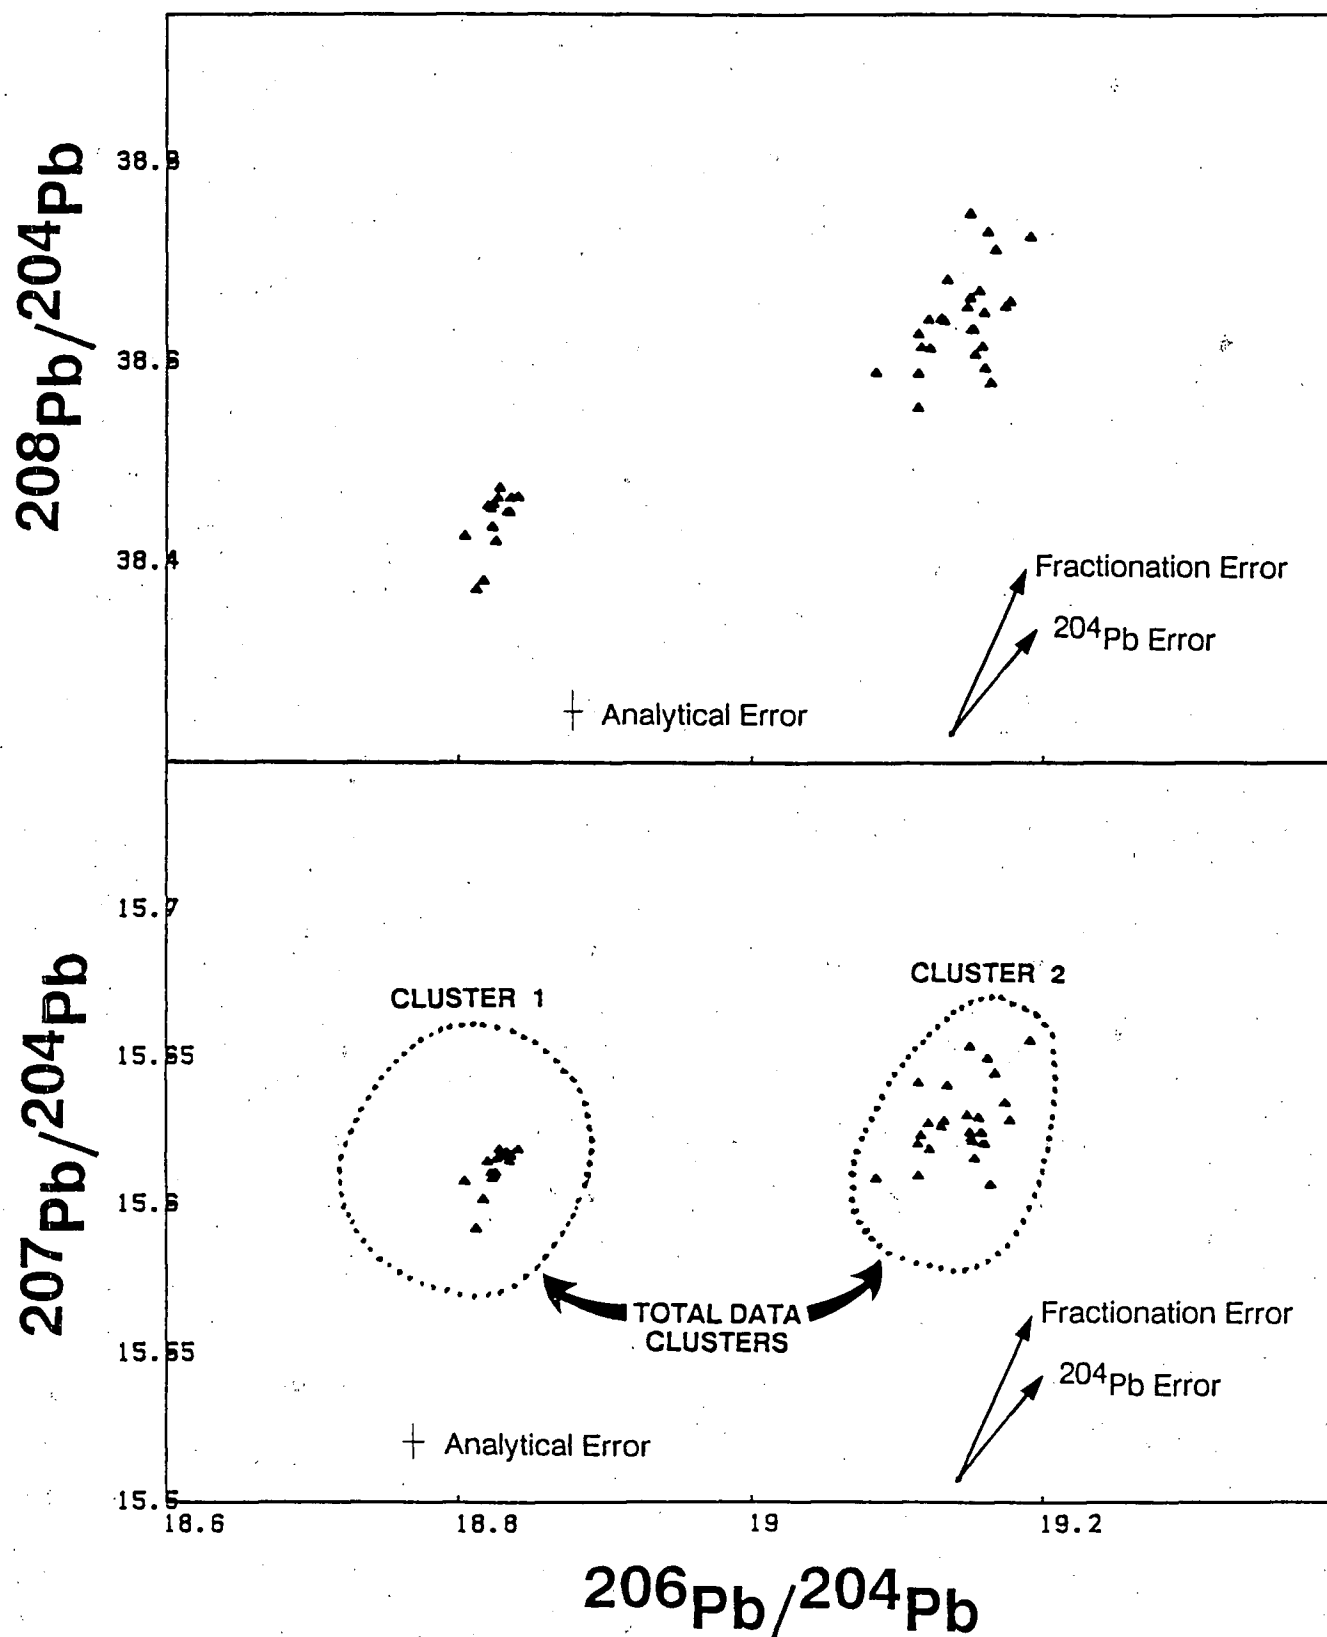 208Pb/204Pb
38.8
38.6
38.4
Fractionation Error
204Pb Error
Analytical Error
207Pb/204Pb
15.7
15.65
15.6
15.55
15.5
CLUSTER 1
CLUSTER 2
TOTAL DATA
CLUSTERS
Fractionation Error
204Pb Error
Analytical Error
18.6
18.8
19
19.2
206Pb/204Pb